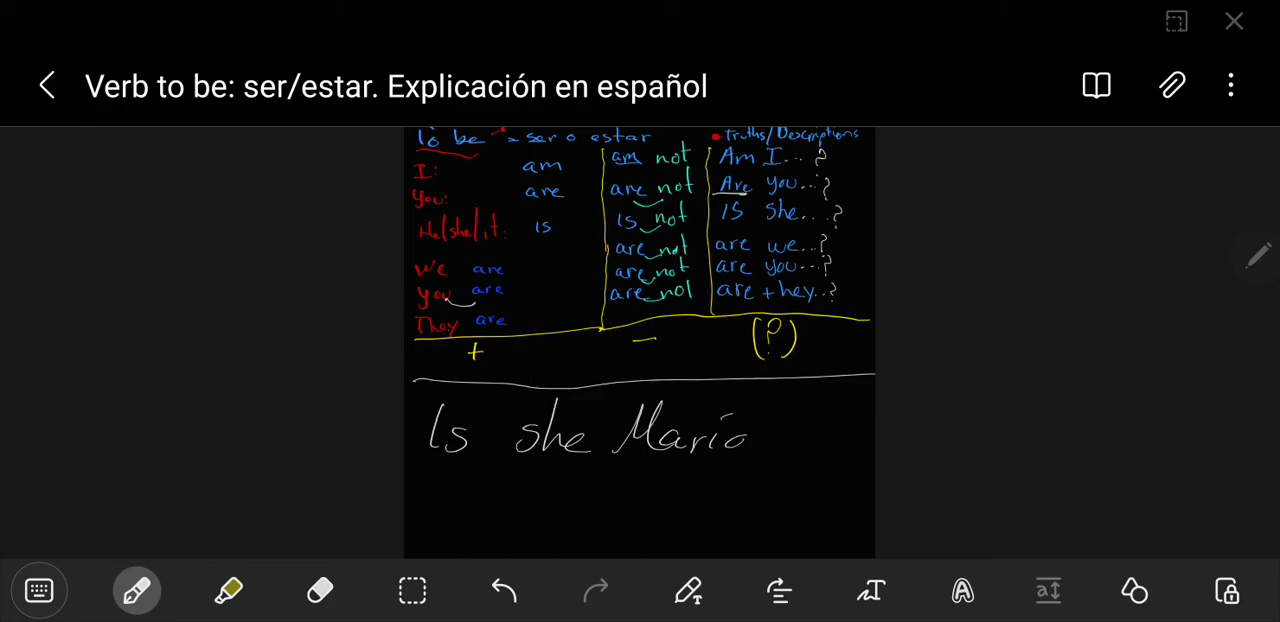 Verb to be: ser/estar. Explicación en español
To be = ser o estar
Truths/Descriptions
I: am am not Am I... ?
You: are are not Are you...?
He/she/it: is is not Is she...?
We are are not are we...?
you are are not are you...?
They are are not are they...?
+ − (?)
Is she Maria